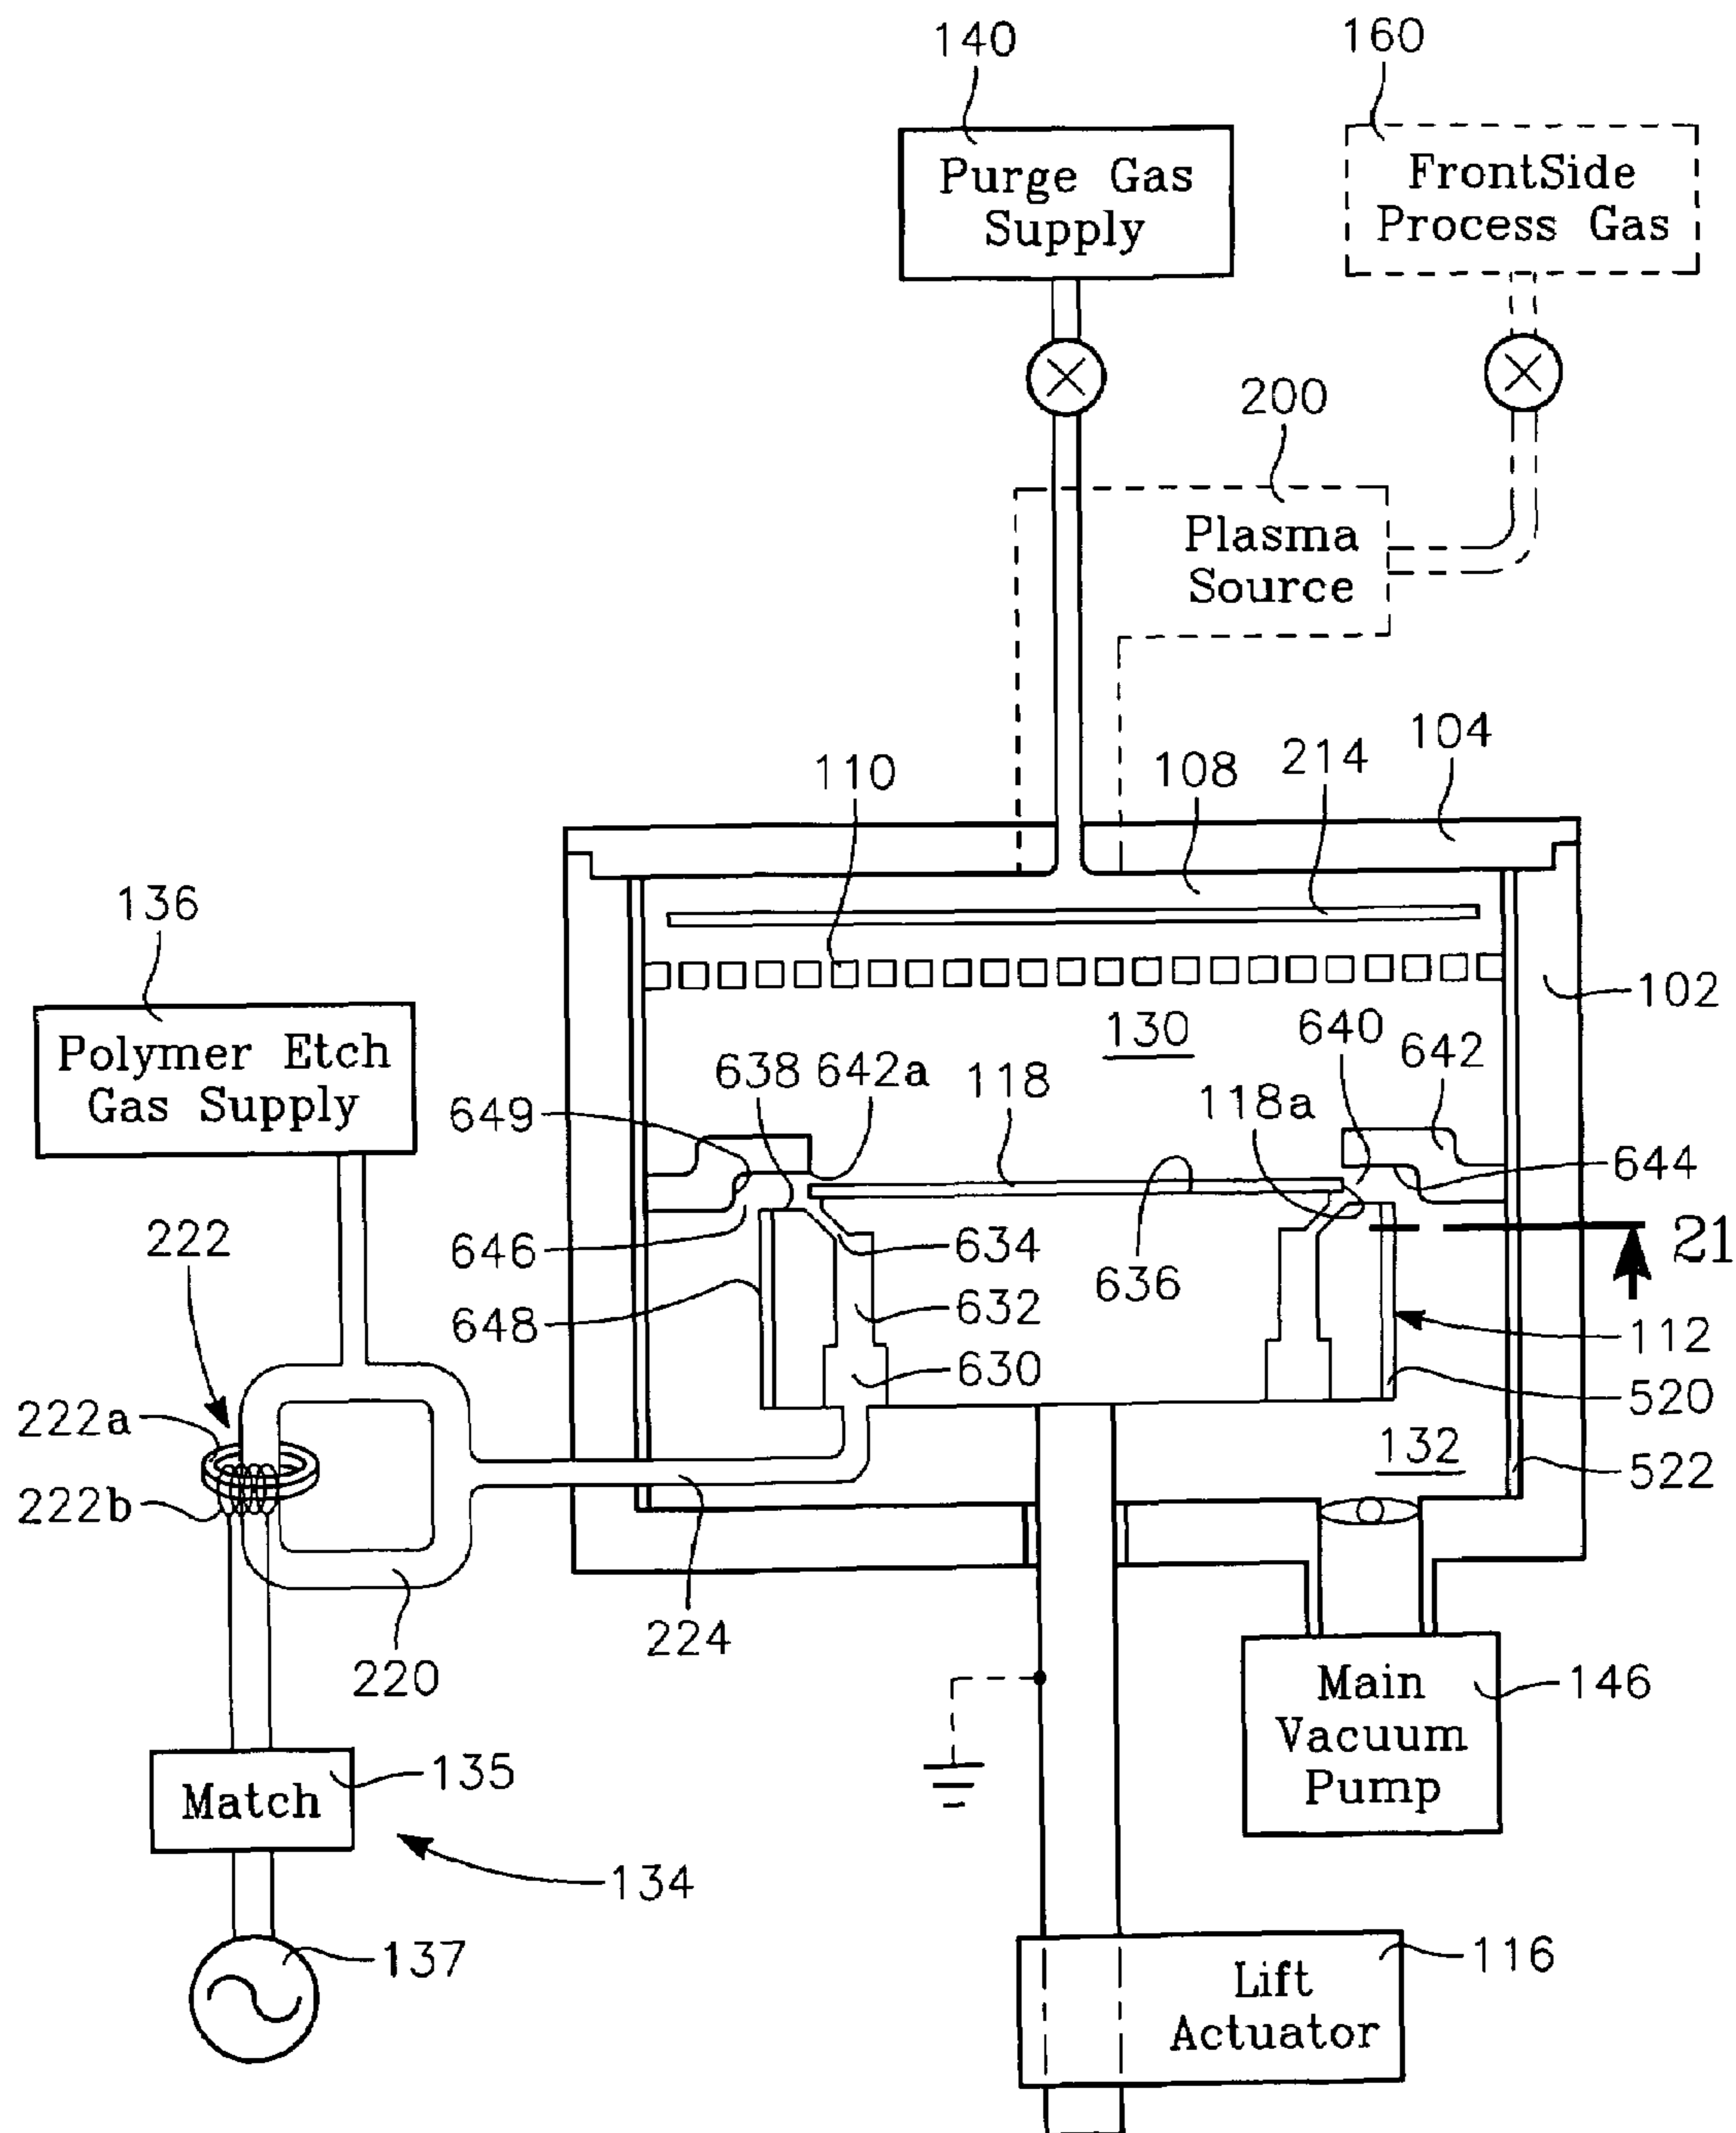 140
160
Purge Gas
Supply
FrontSide
Process Gas
200
Plasma
Source
104
214
108
110
136
102
Polymer Etch
Gas Supply
130
640
642
638 642a
118
118a
649
644
222
646
634
636
21
648
632
112
630
520
222a
132
522
222b
224
220
Main
Vacuum
Pump
146
135
Match
134
137
116
Lift
Actuator